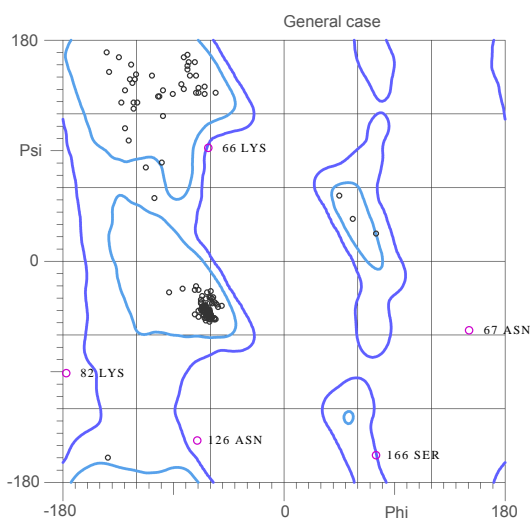 General case
180
Psi
66 LYS
0
67 ASN
82 LYS
126 ASN
166 SER
-180
-180
0
Phi
180